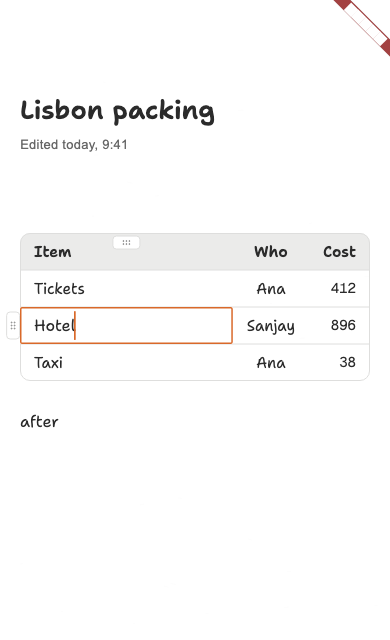 Lisbon packing
Edited today, 9:41
Item Who Cost
Tickets Ana 412
Hotel Sanjay 896
Taxi Ana 38
after